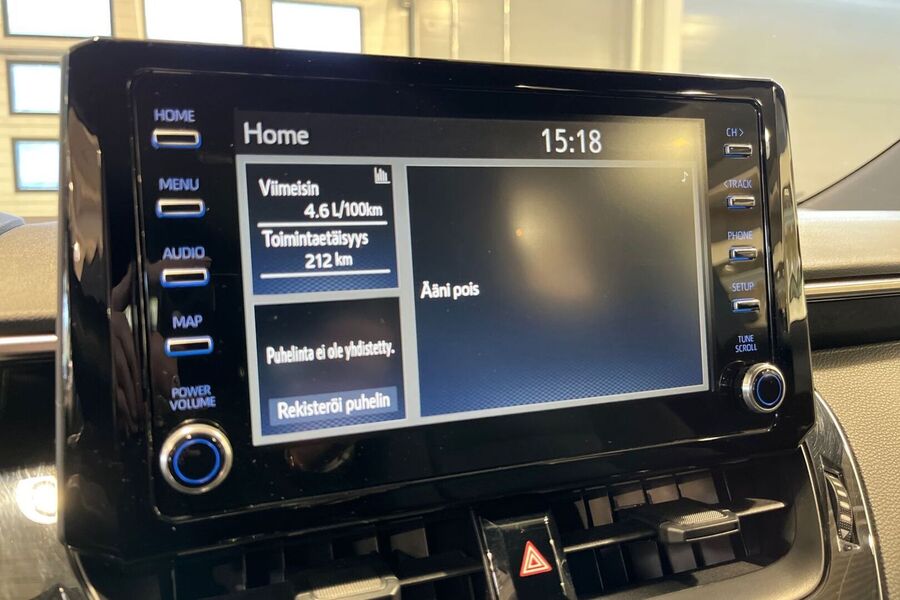 HOME
MENU
AUDIO
MAP
POWER
VOLUME
Home
15:18
Viimeisin
4.6 L/100km
Toimintaetäisyys
212 km
Puhelinta ei ole yhdistetty.
Rekisteröi puhelin
Ääni pois
CH >
< TRACK
PHONE
SETUP
TUNE
SCROLL